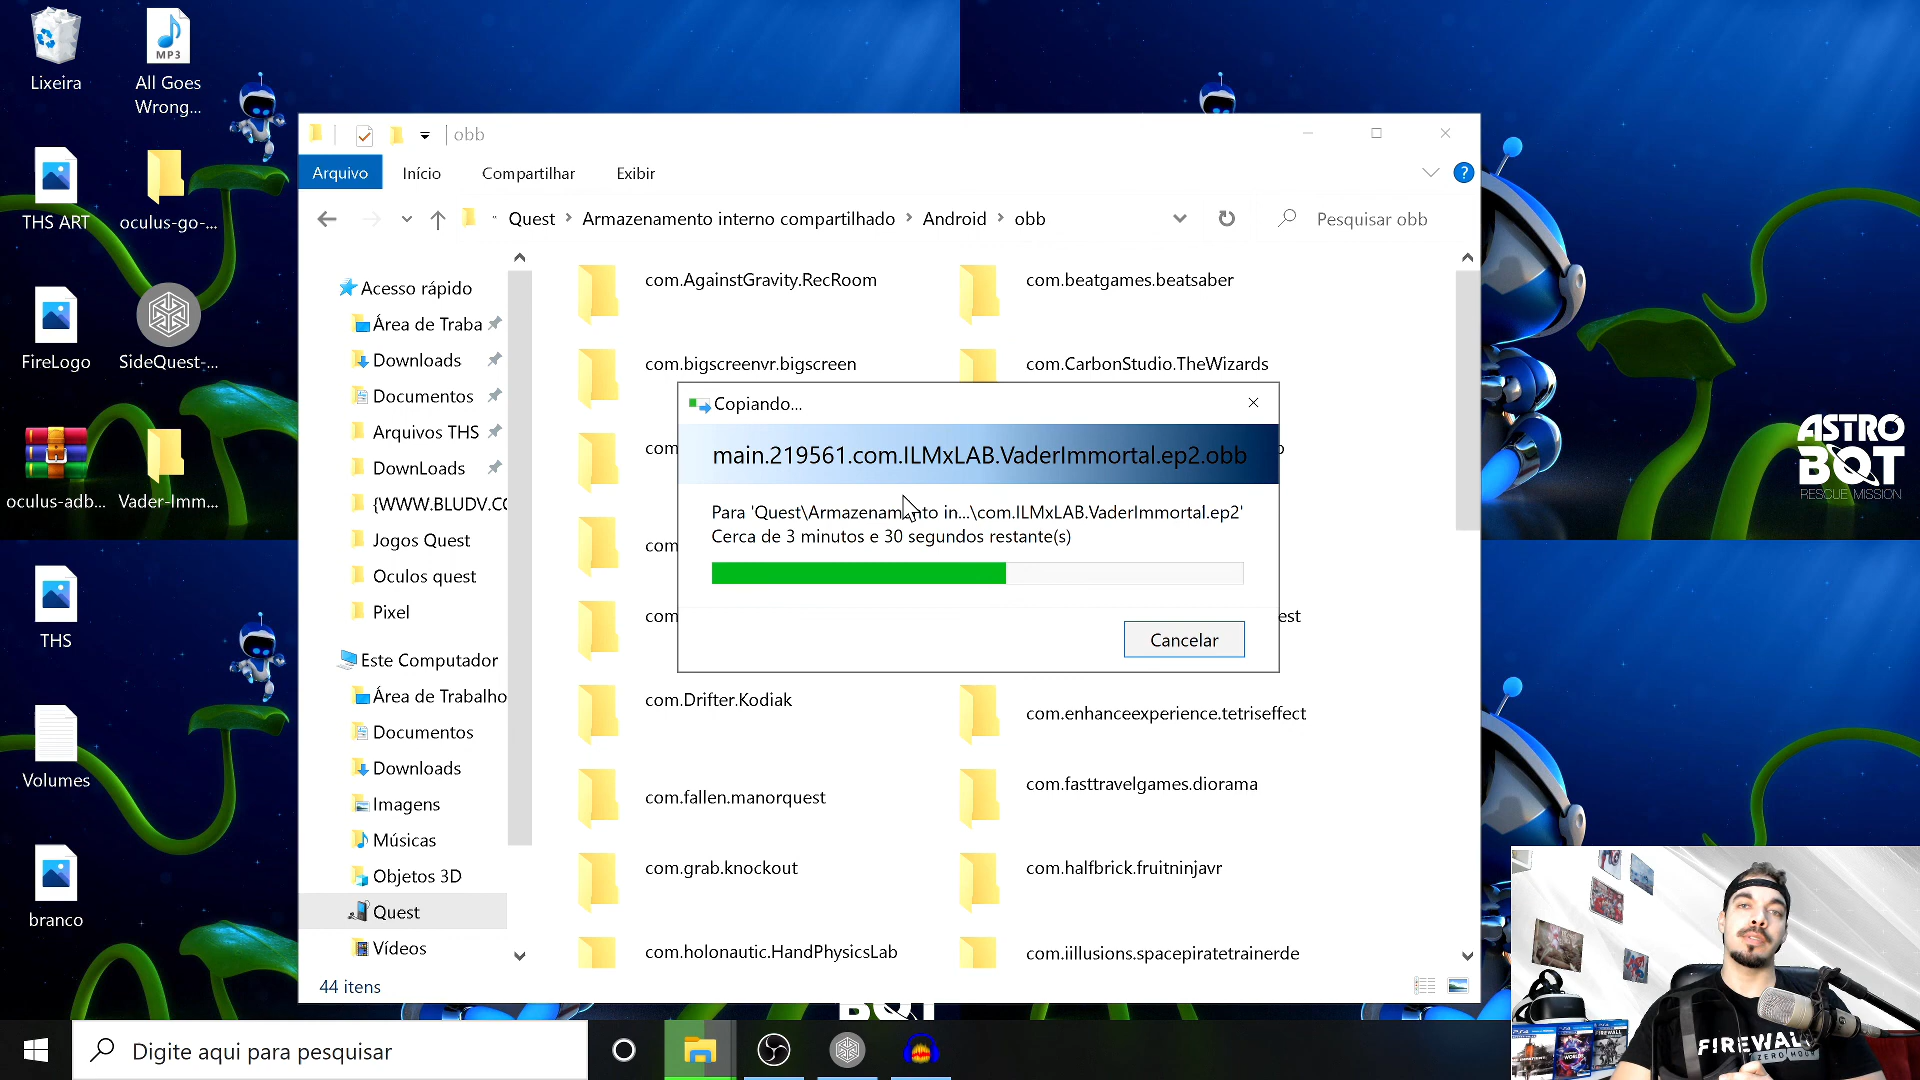 Lixeira
All Goes
Wrong...
MP3
THS ART
oculus-go-...
FireLogo
SideQuest-...
oculus-adb...
Vader-Imm...
THS
Volumes
branco
obb
Arquivo
Início
Compartilhar
Exibir
?
Quest > Armazenamento interno compartilhado > Android > obb
Pesquisar obb
Acesso rápido
Área de Traba
Downloads
Documentos
Arquivos THS
DownLoads
{WWW.BLUDV.CO
Jogos Quest
Oculos quest
Pixel
Este Computador
Área de Trabalho
Documentos
Downloads
Imagens
Músicas
Objetos 3D
Quest
Vídeos
com.AgainstGravity.RecRoom
com.beatgames.beatsaber
com.bigscreenvr.bigscreen
com.CarbonStudio.TheWizards
com
com
com
est
Copiando...
main.219561.com.ILMxLAB.VaderImmortal.ep2.obb
Para 'Quest\Armazenamento in...\com.ILMxLAB.VaderImmortal.ep2'
Cerca de 3 minutos e 30 segundos restante(s)
Cancelar
com.Drifter.Kodiak
com.enhanceexperience.tetriseffect
com.fallen.manorquest
com.fasttravelgames.diorama
com.grab.knockout
com.halfbrick.fruitninjavr
com.holonautic.HandPhysicsLab
com.iillusions.spacepiratetrainerde
44 itens
ASTRO
BOT
RESCUE MISSION
BOT
Digite aqui para pesquisar
FIREWALL
ZERO HOUR